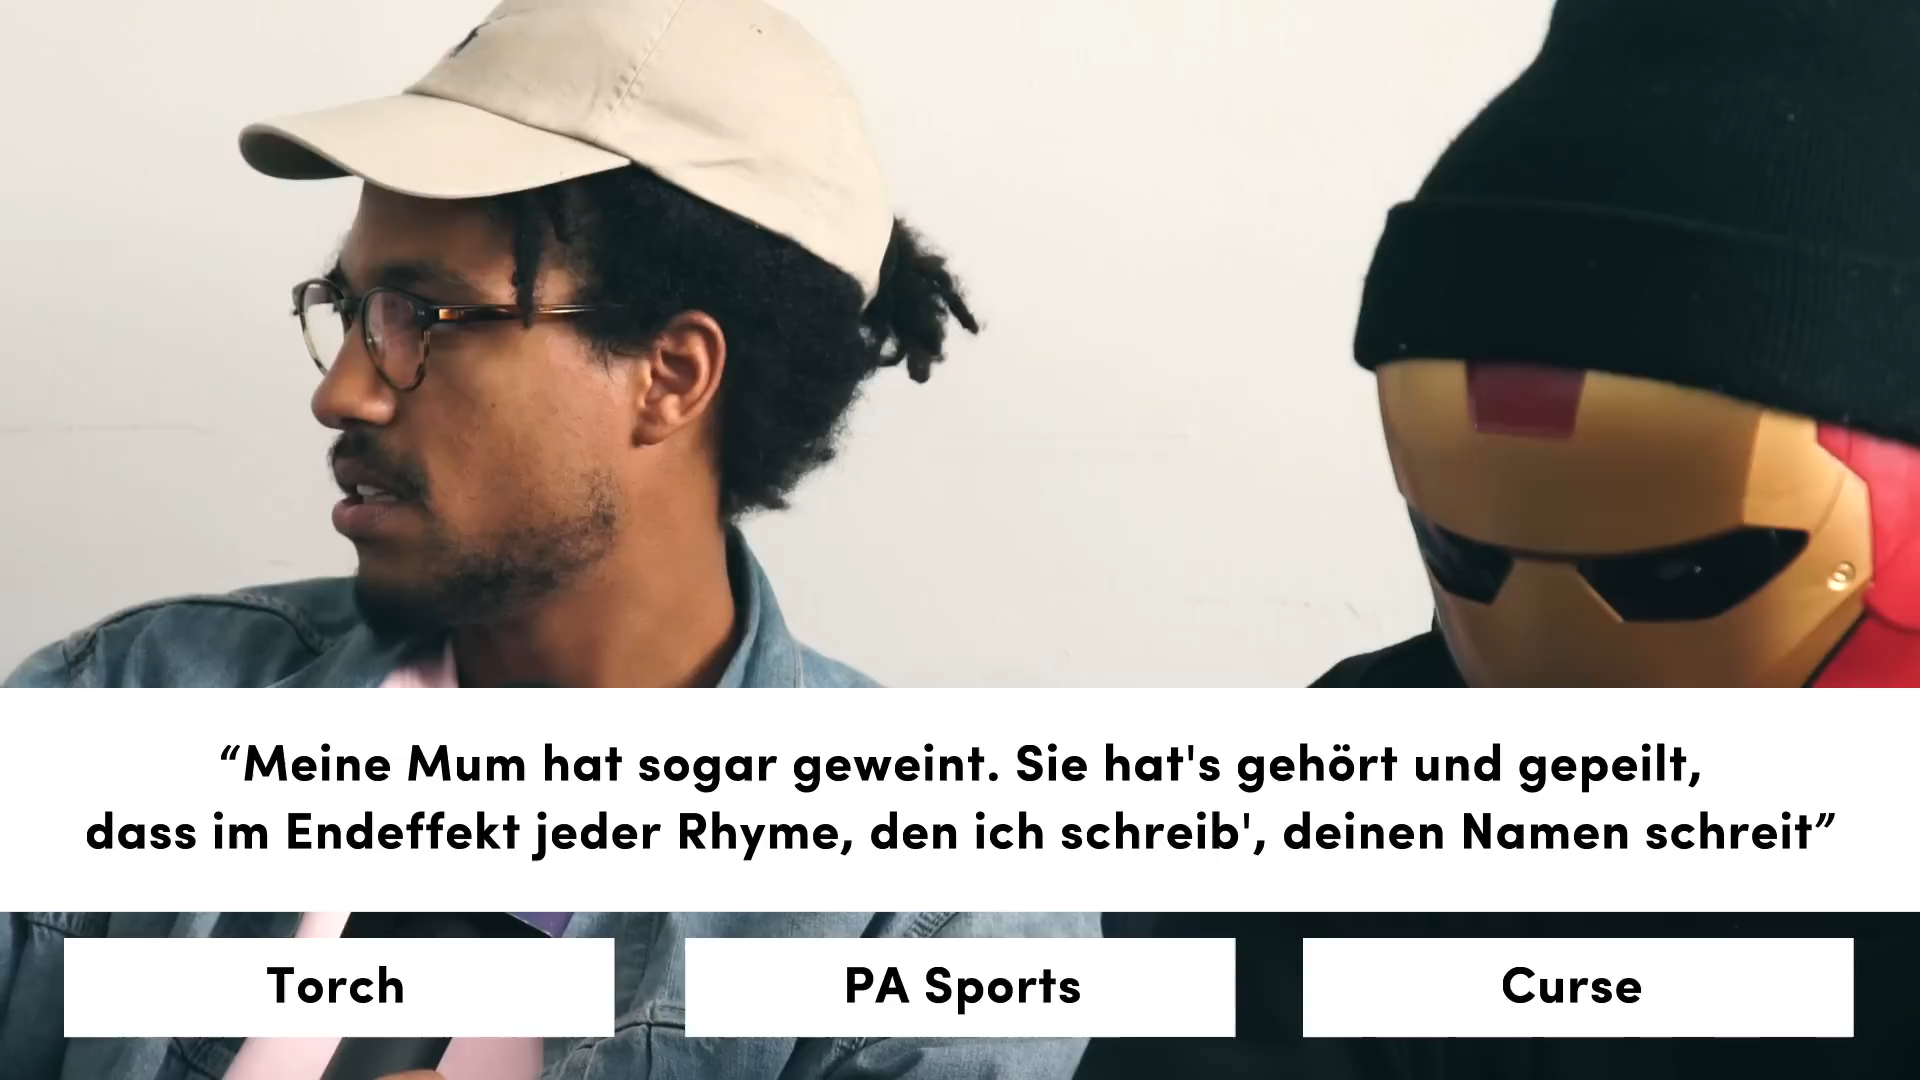 “Meine Mum hat sogar geweint. Sie hat's gehört und gepeilt,
dass im Endeffekt jeder Rhyme, den ich schreib', deinen Namen schreit”
Torch
PA Sports
Curse